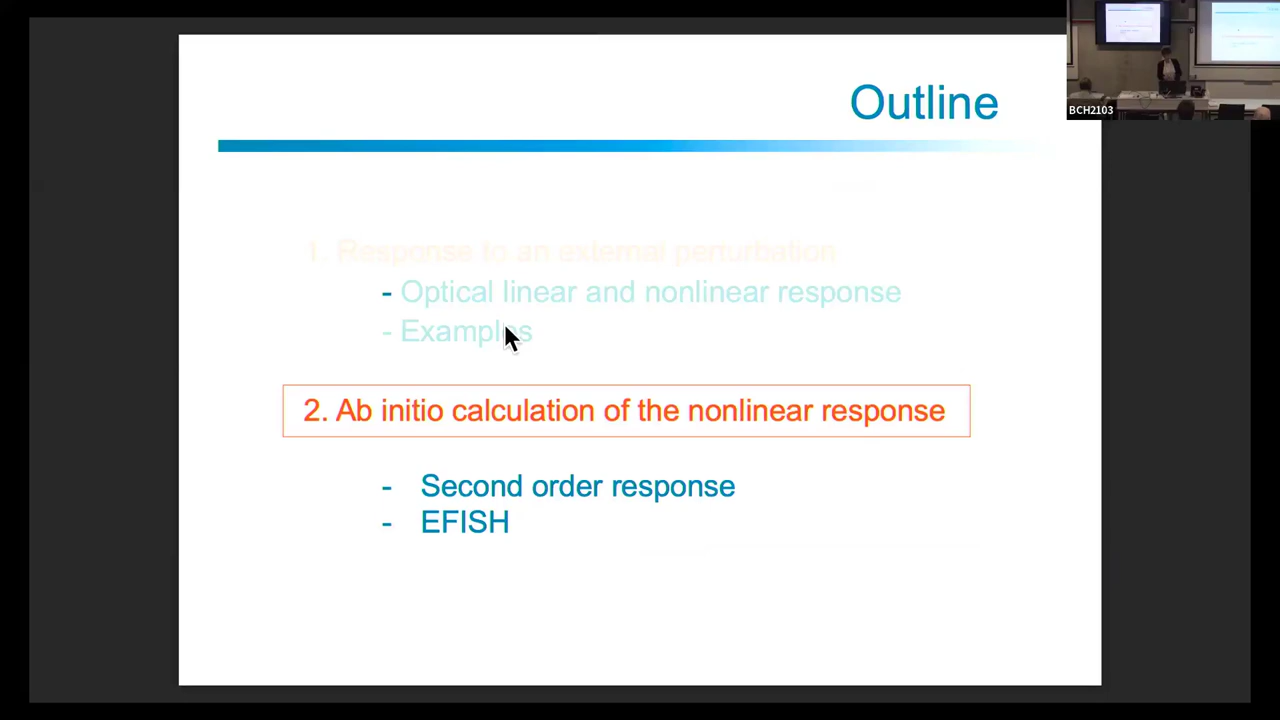 Outline
1. Response to an external perturbation
- Optical linear and nonlinear response
- Examples
2. Ab initio calculation of the nonlinear response
- Second order response
- EFISH
BCH2103